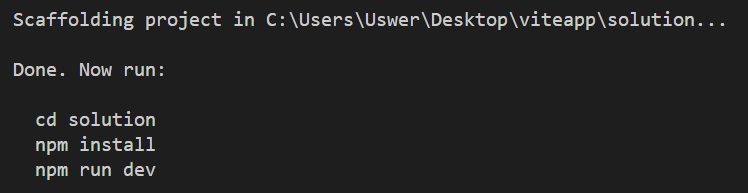 Scaffolding project in C:\Users\Uswer\Desktop\viteapp\solution...
Done. Now run:
cd solution
npm install
npm run dev